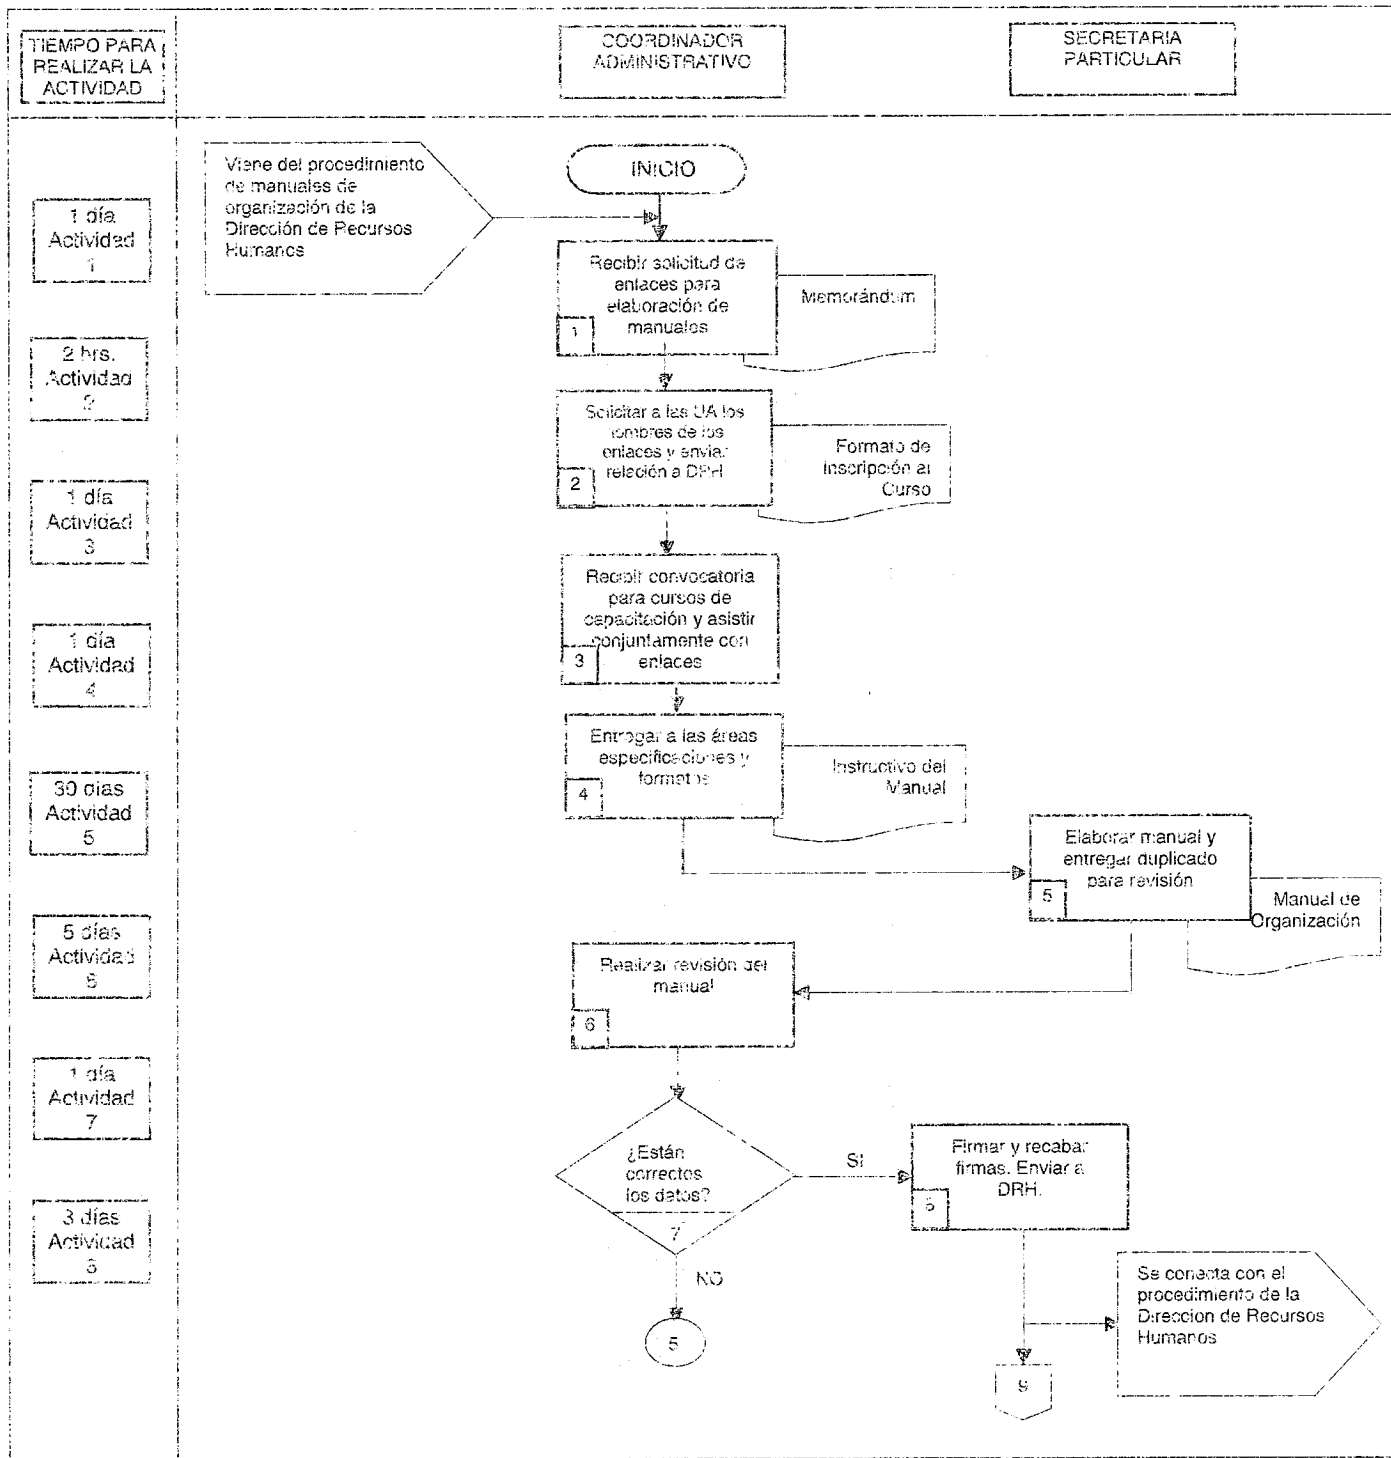 TIEMPO PARA
REALIZAR LA
ACTIVIDAD
COORDINADOR
ADMINISTRATIVO
SECRETARIA
PARTICULAR
Viene del procedimiento
de manuales de
organización de la
Dirección de Recursos
Humanos
INICIO
1 día
Actividad
1
Recibir solicitud de
enlaces para
elaboración de
manuales
1
Memorándum
2 hrs.
Actividad
2
Solicitar a las UA los
nombres de los
enlaces y enviar
relación a DRH
2
Formato de
Inscripción al
Curso
1 día
Actividad
3
Recibir convocatoria
para cursos de
capacitación y asistir
conjuntamente con
enlaces
3
1 día
Actividad
4
Entregar a las áreas
especificaciones y
formatos
4
Instructivo del
Manual
30 días
Actividad
5
Elaborar manual y
entregar duplicado
para revisión
5
Manual de
Organización
5 días
Actividad
6
Realizar revisión del
manual
6
1 día
Actividad
7
¿Están
correctos
los datos?
7
SI
Firmar y recabar
firmas. Enviar a
DRH.
NO
5
3 días
Actividad
Se conecta con el
procedimiento de la
Dirección de Recursos
Humanos
9